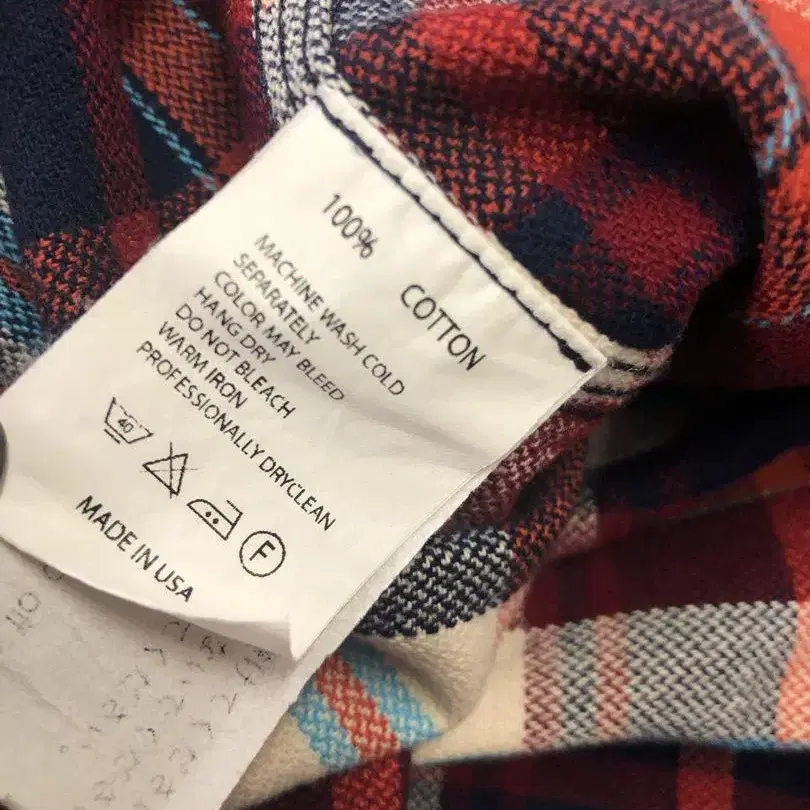 100% COTTON
MACHINE WASH COLD
SEPARATELY
COLOR MAY BLEED
HANG DRY
DO NOT BLEACH
WARM IRON
PROFESSIONALLY DRYCLEAN
40
F
MADE IN USA